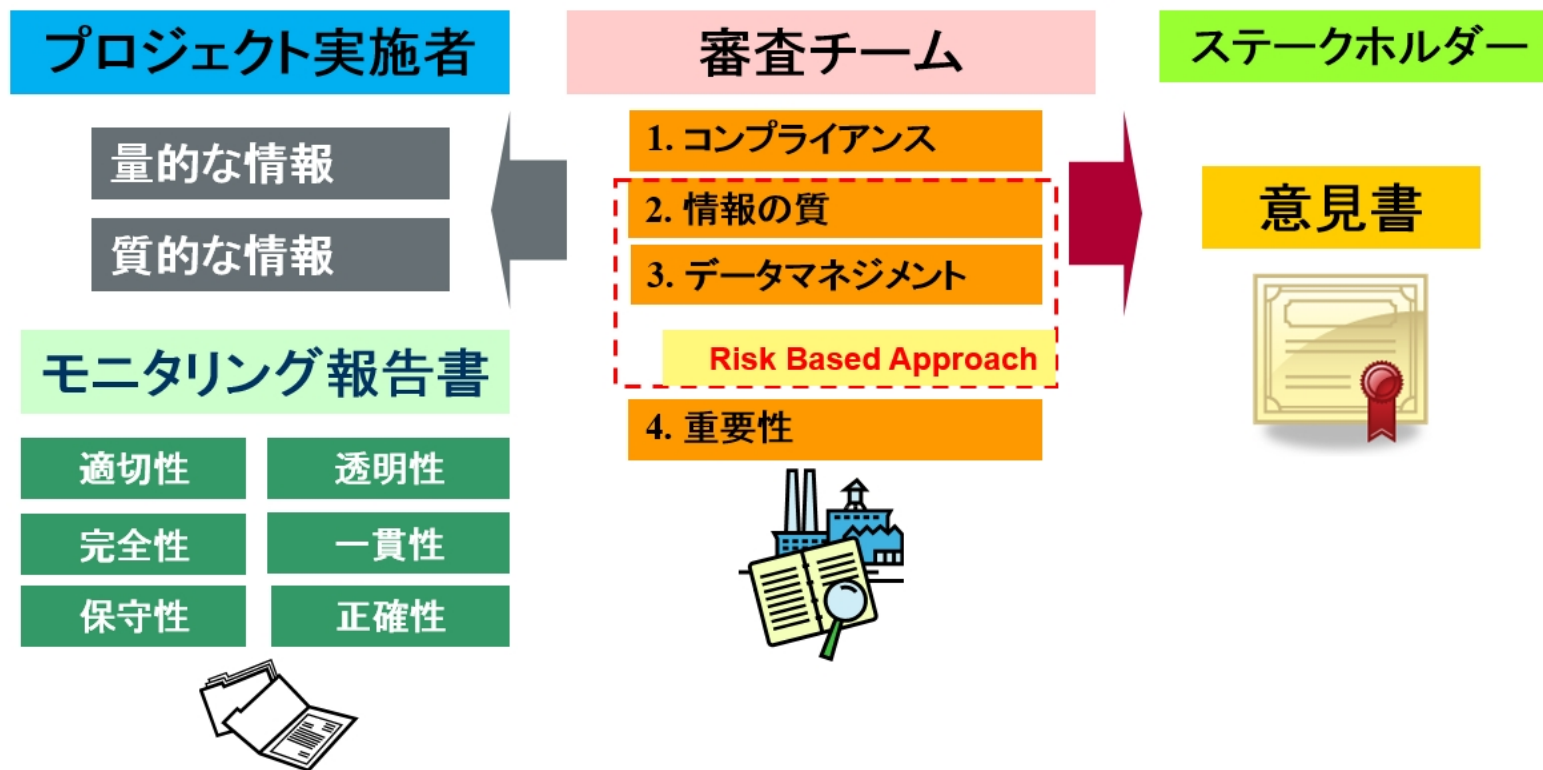 プロジェクト実施者
量的な情報
質的な情報
モニタリング報告書
適切性
透明性
完全性
一貫性
保守性
正確性
審査チーム
1. コンプライアンス
2. 情報の質
3. データマネジメント
Risk Based Approach
4. 重要性
ステークホルダー
意見書